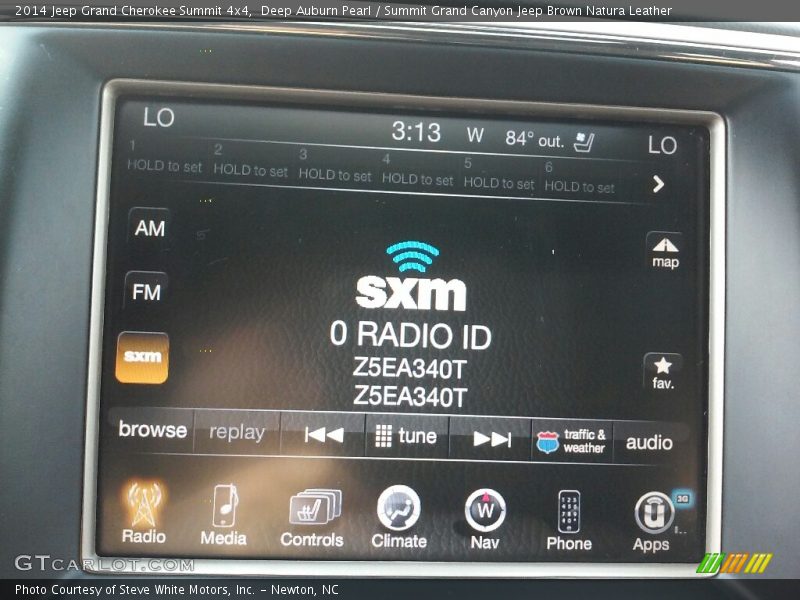 2014 Jeep Grand Cherokee Summit 4x4, Deep Auburn Pearl / Summit Grand Canyon Jeep Brown Natura Leather
LO 3:13 W 84° out. LO
1 2 3 4 5 6
HOLD to set HOLD to set HOLD to set HOLD to set HOLD to set HOLD to set
AM
map
FM
sxm
0 RADIO ID
sxm
Z5EA340T
fav.
Z5EA340T
browse replay tune traffic & weather audio
W
3G
Radio Media Controls Climate Nav Phone Apps
GTCARLOT.COM
Photo Courtesy of Steve White Motors, Inc. – Newton, NC